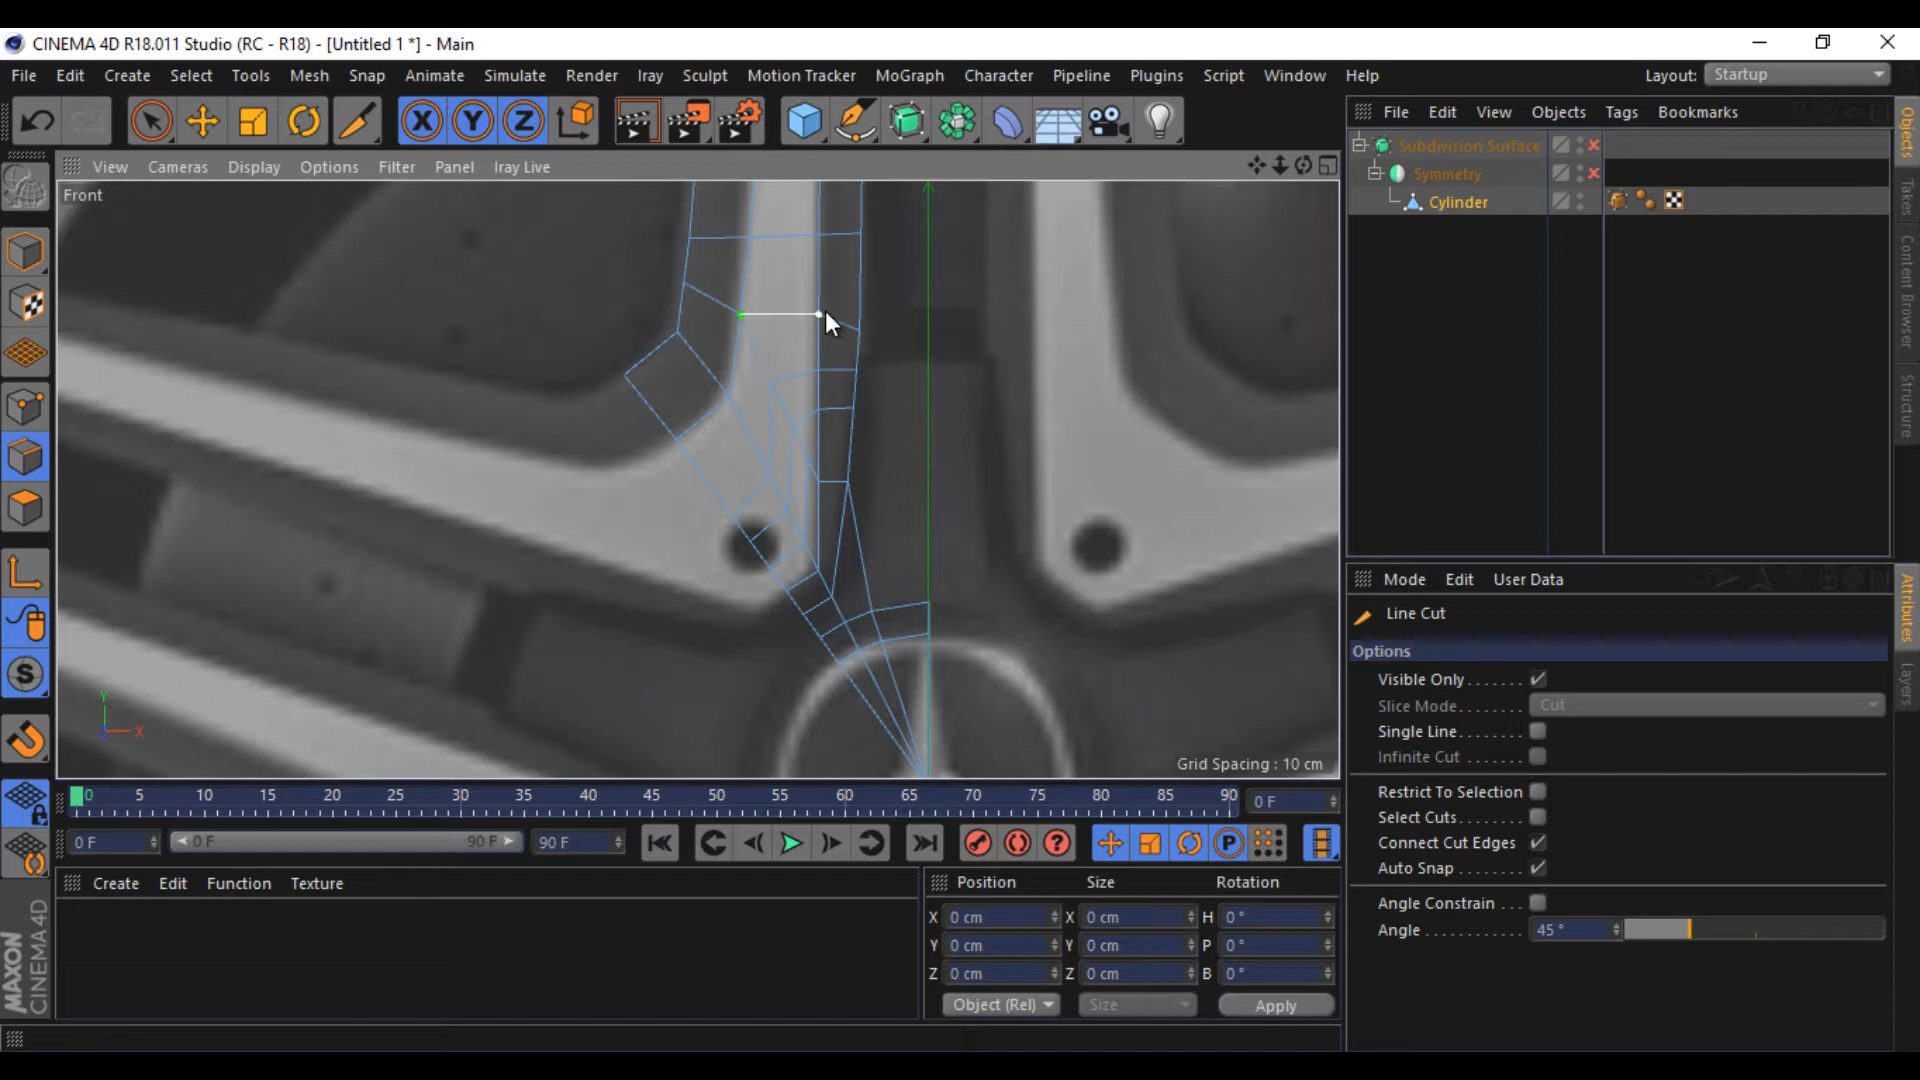 CINEMA 4D R18.011 Studio (RC - R18) - [Untitled 1 *] - Main
File Edit Create Select Tools Mesh Snap Animate Simulate Render Iray Sculpt Motion Tracker MoGraph Character Pipeline Plugins Script Window Help Layout: Startup
File Edit View Objects Tags Bookmarks
Subdivision Surface
Symmetry
Cylinder
View Cameras Display Options Filter Panel Iray Live
Front
Y
X
Grid Spacing : 10 cm
Objects
Takes
Content Browser
Structure
Mode Edit User Data
Line Cut
Options
Visible Only
Slice Mode Cut
Single Line
Infinite Cut
Restrict To Selection
Select Cuts
Connect Cut Edges
Auto Snap
Angle Constrain
Angle 45 °
Attributes
Layers
0 5 10 15 20 25 30 35 40 45 50 55 60 65 70 75 80 85 90 0 F
0 F 0 F 90 F 90 F
Create Edit Function Texture
Position Size Rotation
X 0 cm X 0 cm H 0 °
Y 0 cm Y 0 cm P 0 °
Z 0 cm Z 0 cm B 0 °
Object (Rel) Size Apply
MAXON CINEMA 4D